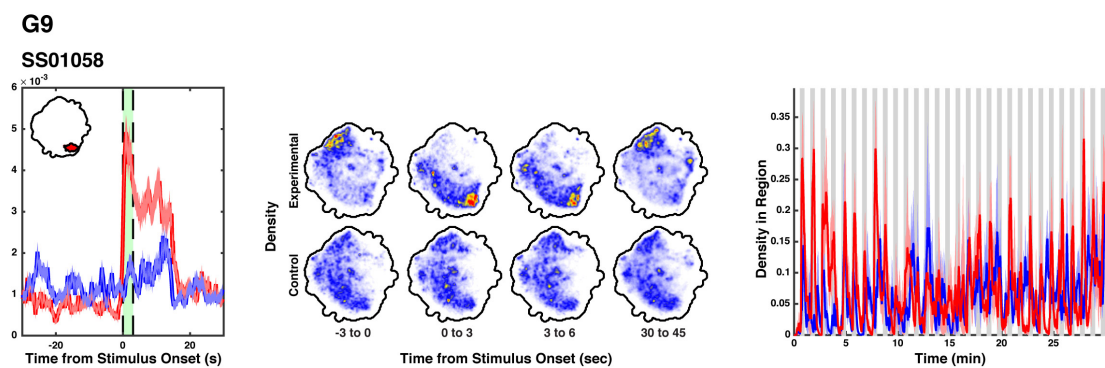 G9
SS01058
6 × 10-3
5
4
3
2
1
0
-20 0 20
Time from Stimulus Onset (s)
Density
Experimental
Control
-3 to 0 0 to 3 3 to 6 30 to 45
Time from Stimulus Onset (sec)
Density in Region
0.35
0.3
0.25
0.2
0.15
0.1
0.05
0
0 5 10 15 20 25
Time (min)